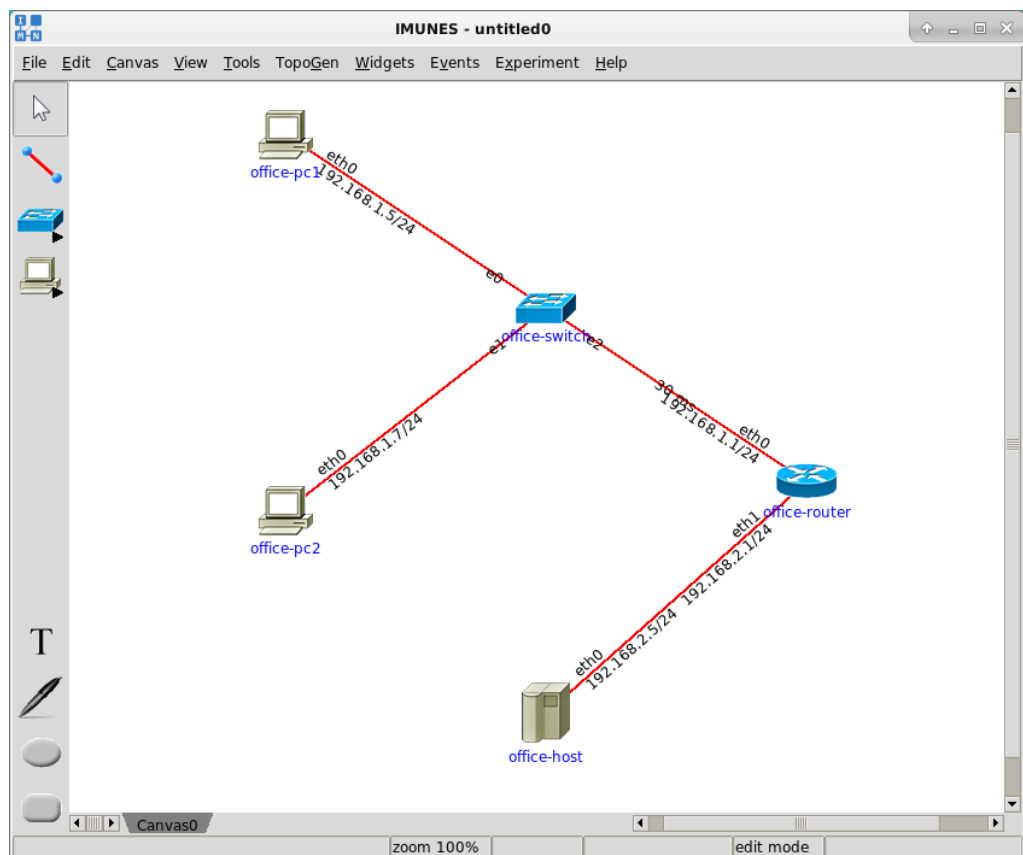 IMUNES - untitled0
File Edit Canvas View Tools TopoGen Widgets Events Experiment Help
office-pc1
eth0
192.168.1.5/24
e0
office-switch
e1
e2
30 ms
192.168.1.1/24
eth0
eth0
192.168.1.7/24
office-pc2
office-router
eth1
192.168.2.1/24
192.168.2.5/24
eth0
office-host
T
Canvas0
zoom 100%
edit mode